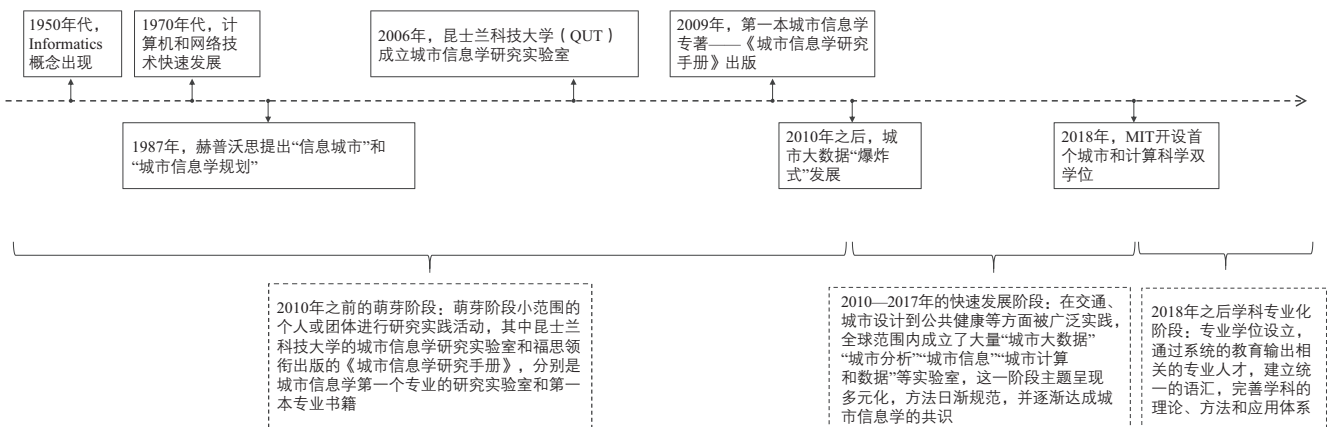 1950年代，
Informatics
概念出现
1970年代，计
算机和网络技
术快速发展
2006年，昆士兰科技大学（QUT）
成立城市信息学研究实验室
2009年，第一本城市信息学
专著——《城市信息学研究
手册》出版
1987年，赫普沃思提出“信息城市”和
“城市信息学规划”
2010年之后，城
市大数据“爆炸
式”发展
2018年，MIT开设首
个城市和计算科学双
学位
2010年之前的萌芽阶段：萌芽阶段小范围的
个人或团体进行研究实践活动，其中昆士兰
科技大学的城市信息学研究实验室和福思领
衔出版的《城市信息学研究手册》，分别是
城市信息学第一个专业的研究实验室和第一
本专业书籍
2010—2017年的快速发展阶段：在交通、
城市设计到公共健康等方面被广泛实践，
全球范围内成立了大量“城市大数据”
“城市分析”“城市信息”“城市计算
和数据”等实验室，这一阶段主题呈现
多元化，方法日渐规范，并逐渐达成城
市信息学的共识
2018年之后学科专业化
阶段：专业学位设立，
通过系统的教育输出相
关的专业人才，建立统
一的语汇，完善学科的
理论、方法和应用体系